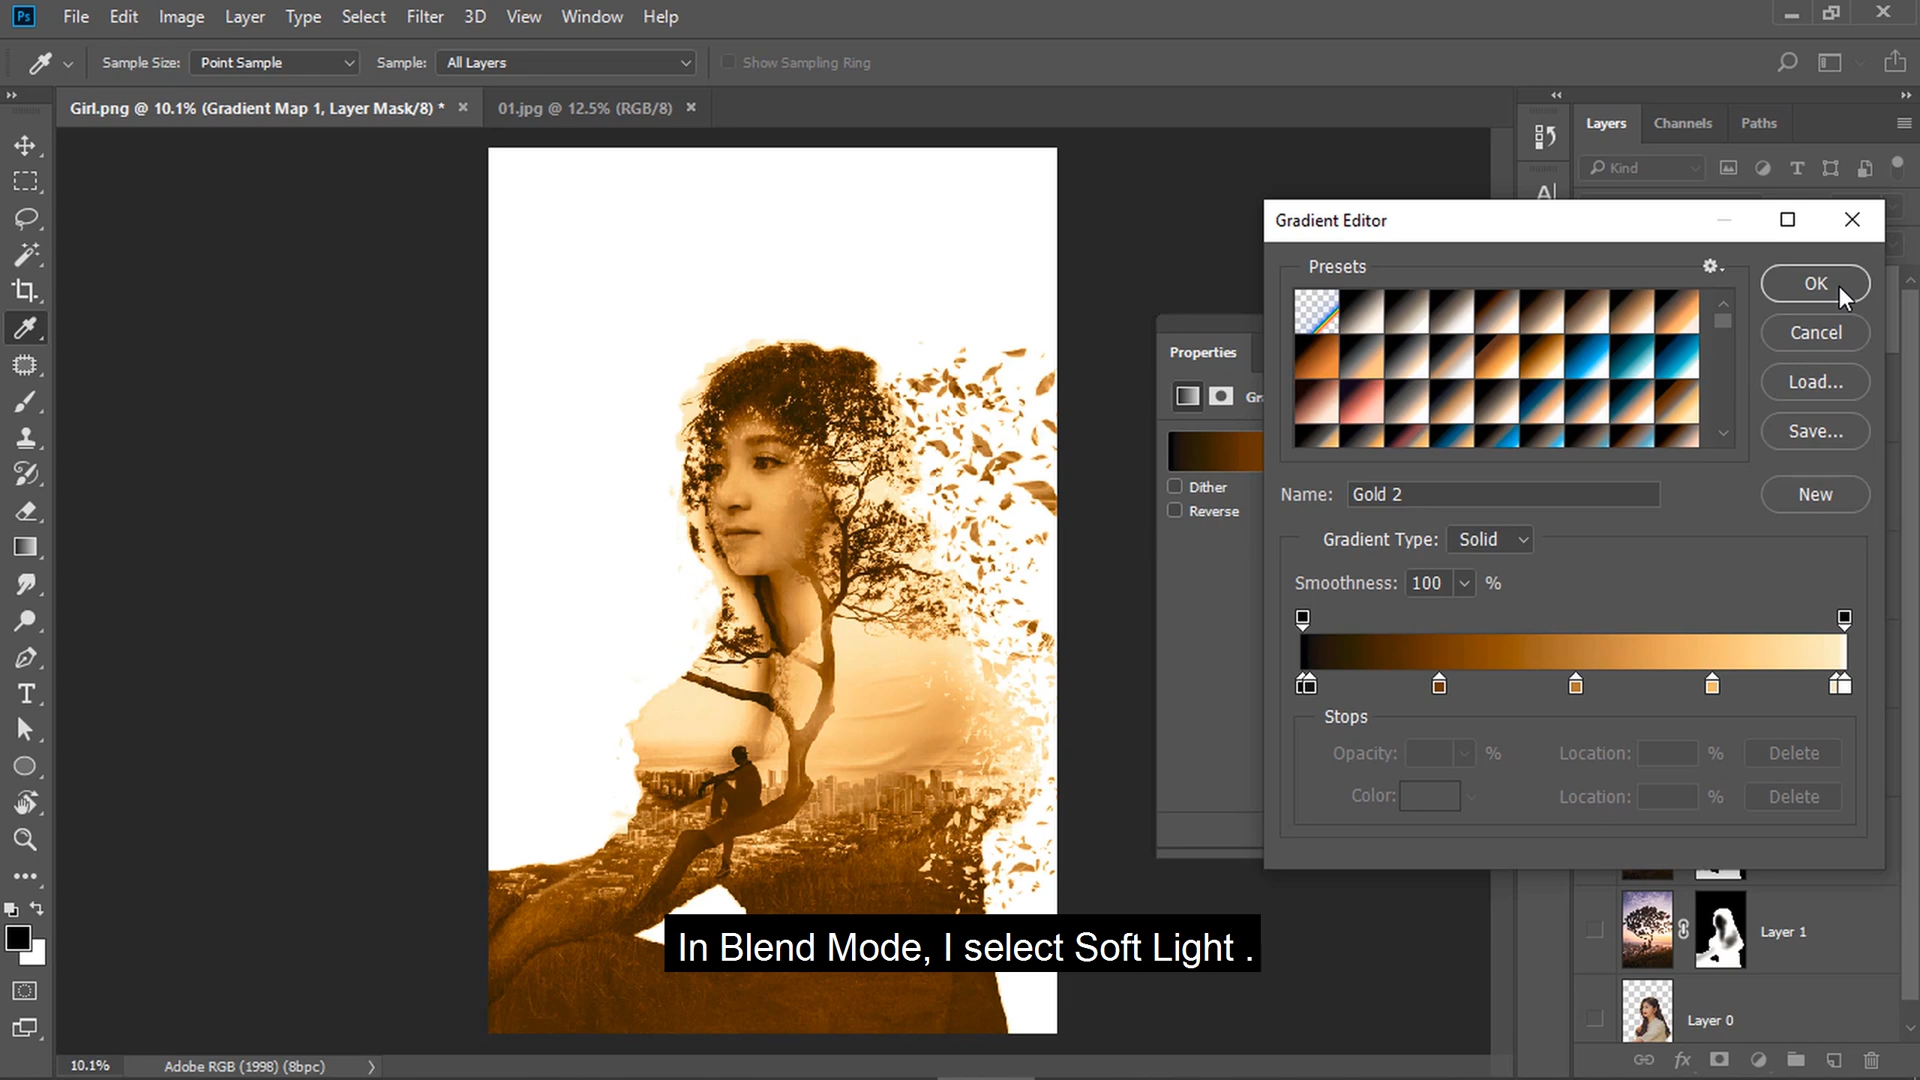 Ps File Edit Image Layer Type Select Filter 3D View Window Help
Sample Size: Point Sample Sample: All Layers Show Sampling Ring
Girl.png @ 10.1% (Gradient Map 1, Layer Mask/8) * 01.jpg @ 12.5% (RGB/8)
Layers Channels Paths
Kind
Gradient Editor
Presets
OK
Cancel
Load...
Save...
Properties
Dither
Reverse
Name: Gold 2 New
Gradient Type: Solid
Smoothness: 100 %
Stops
Opacity: % Location: % Delete
Color: Location: % Delete
Layer 1
In Blend Mode, I select Soft Light .
Layer 0
10.1% Adobe RGB (1998) (8bpc)